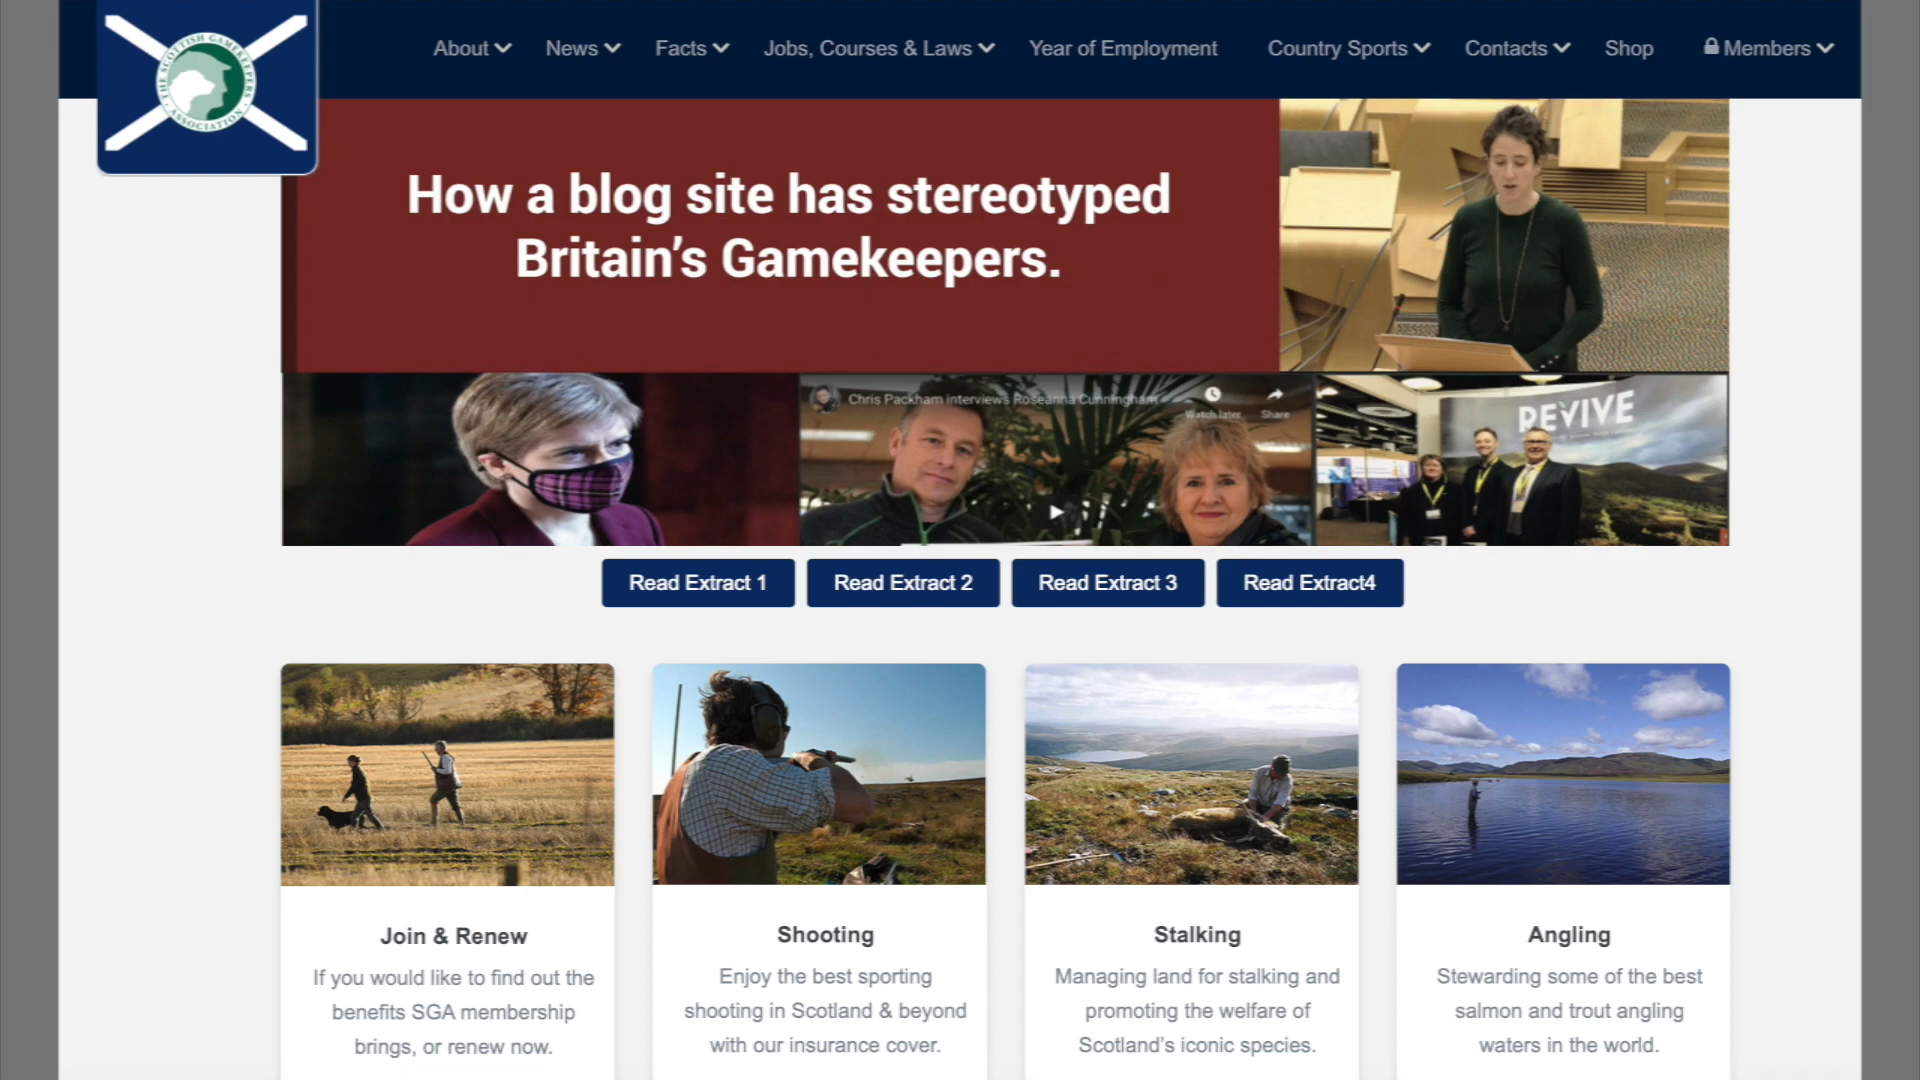 THE SCOTTISH GAMEKEEPERS
ASSOCIATION
About
News
Facts
Jobs, Courses & Laws
Year of Employment
Country Sports
Contacts
Shop
Members
How a blog site has stereotyped
Britain's Gamekeepers.
Chris Packham interviews Roseanna Cunningham
Watch later
Share
REVIVE
Read Extract 1
Read Extract 2
Read Extract 3
Read Extract4
Join & Renew
If you would like to find out the
benefits SGA membership
brings, or renew now.
Shooting
Enjoy the best sporting
shooting in Scotland & beyond
with our insurance cover.
Stalking
Managing land for stalking and
promoting the welfare of
Scotland's iconic species.
Angling
Stewarding some of the best
salmon and trout angling
waters in the world.